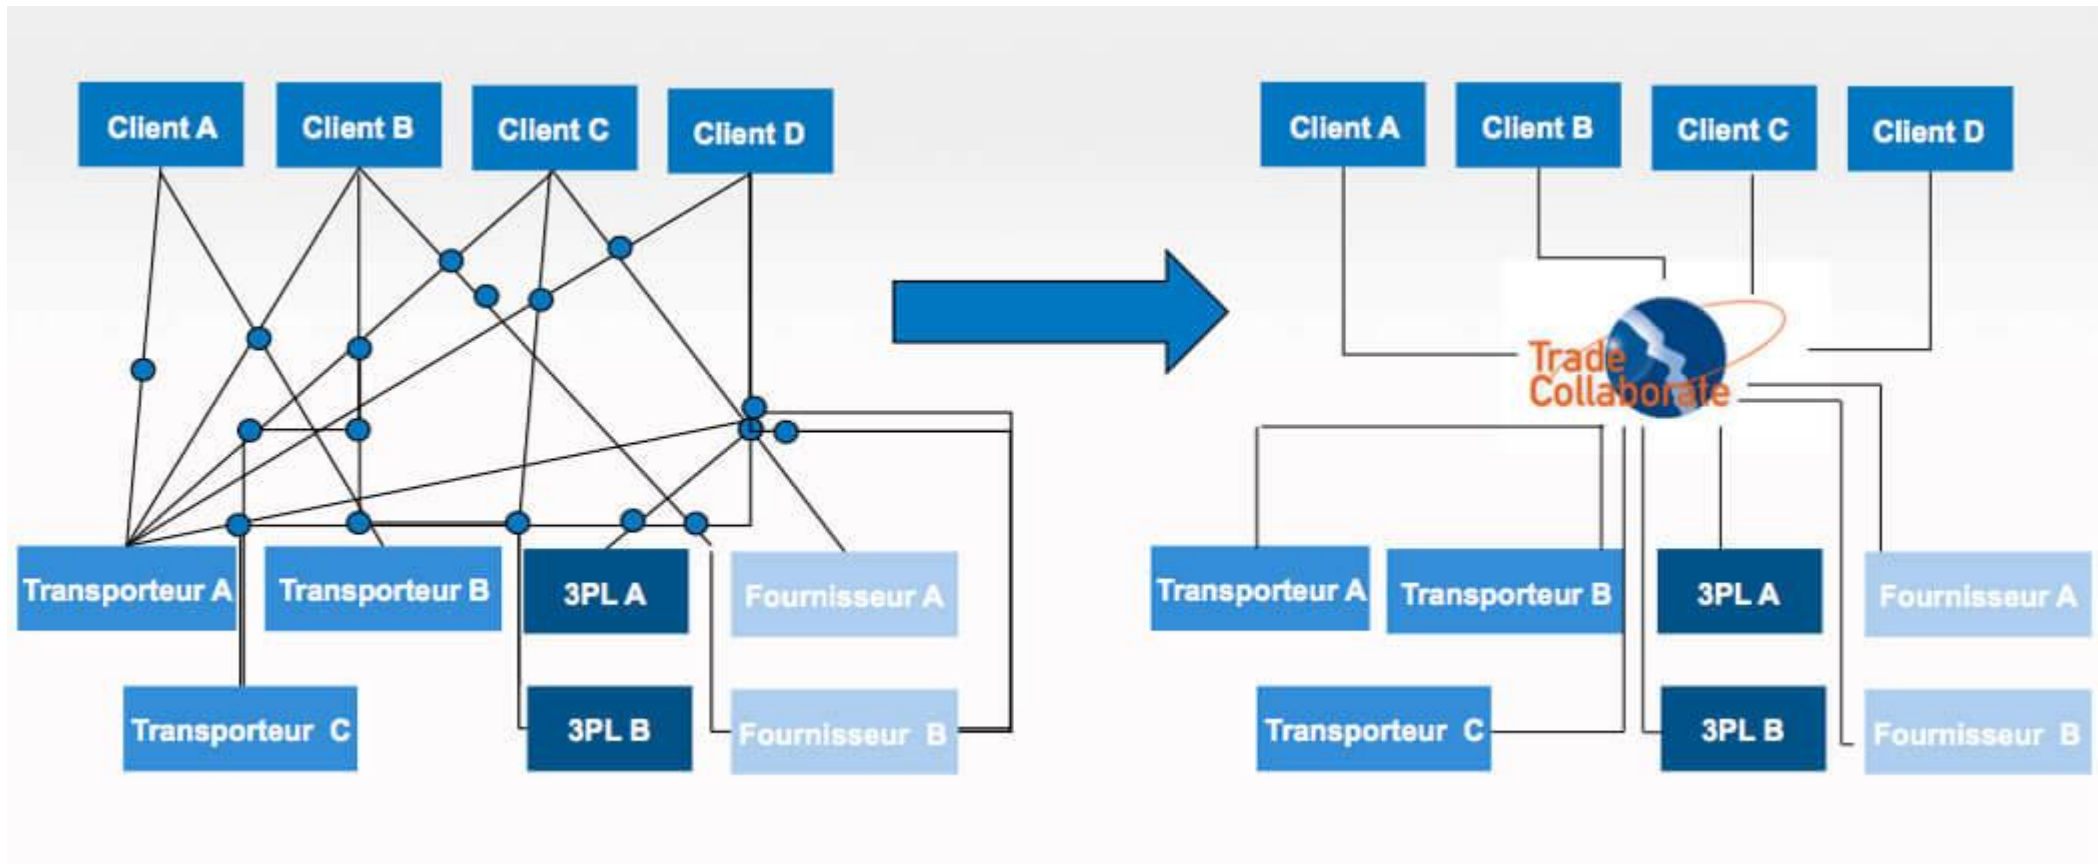 Client A
Client B
Client C
Client D
Transporteur A
Transporteur B
3PL A
Fournisseur A
Transporteur C
3PL B
Fournisseur B
Client A
Client B
Client C
Client D
Trade
Collaborate
Transporteur A
Transporteur B
3PL A
Fournisseur A
Transporteur C
3PL B
Fournisseur B